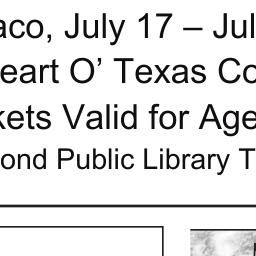 aco, July 17 – Jul
eart O’ Texas Co
kets Valid for Age
ond Public Library T